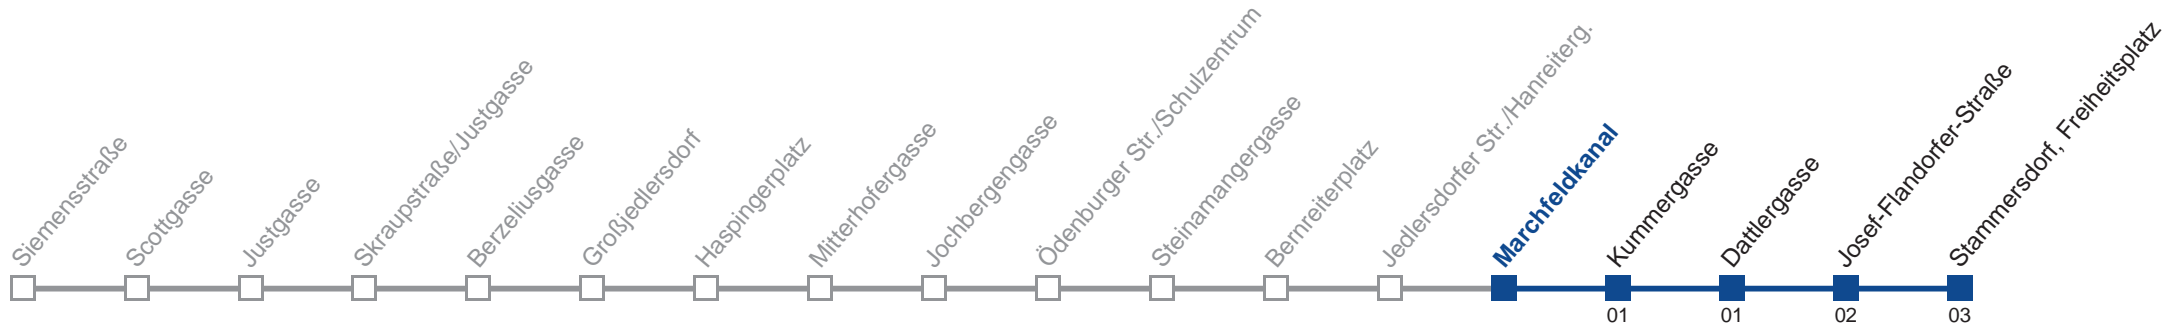 Siemensstraße
Scottgasse
Justgasse
Skraupstraße/Justgasse
Berzeliusgasse
Großjedlersdorf
Haspingerplatz
Mitterhofergasse
Jochbergengasse
Ödenburger Str./Schulzentrum
Steinamangergasse
Bernreiterplatz
Jedlersdorfer Str./Hanreiterg.
Marchfeldkanal
Kummergasse
Dattlergasse
Josef-Flandorfer-Straße
Stammersdorf, Freiheitsplatz
01
01
02
03